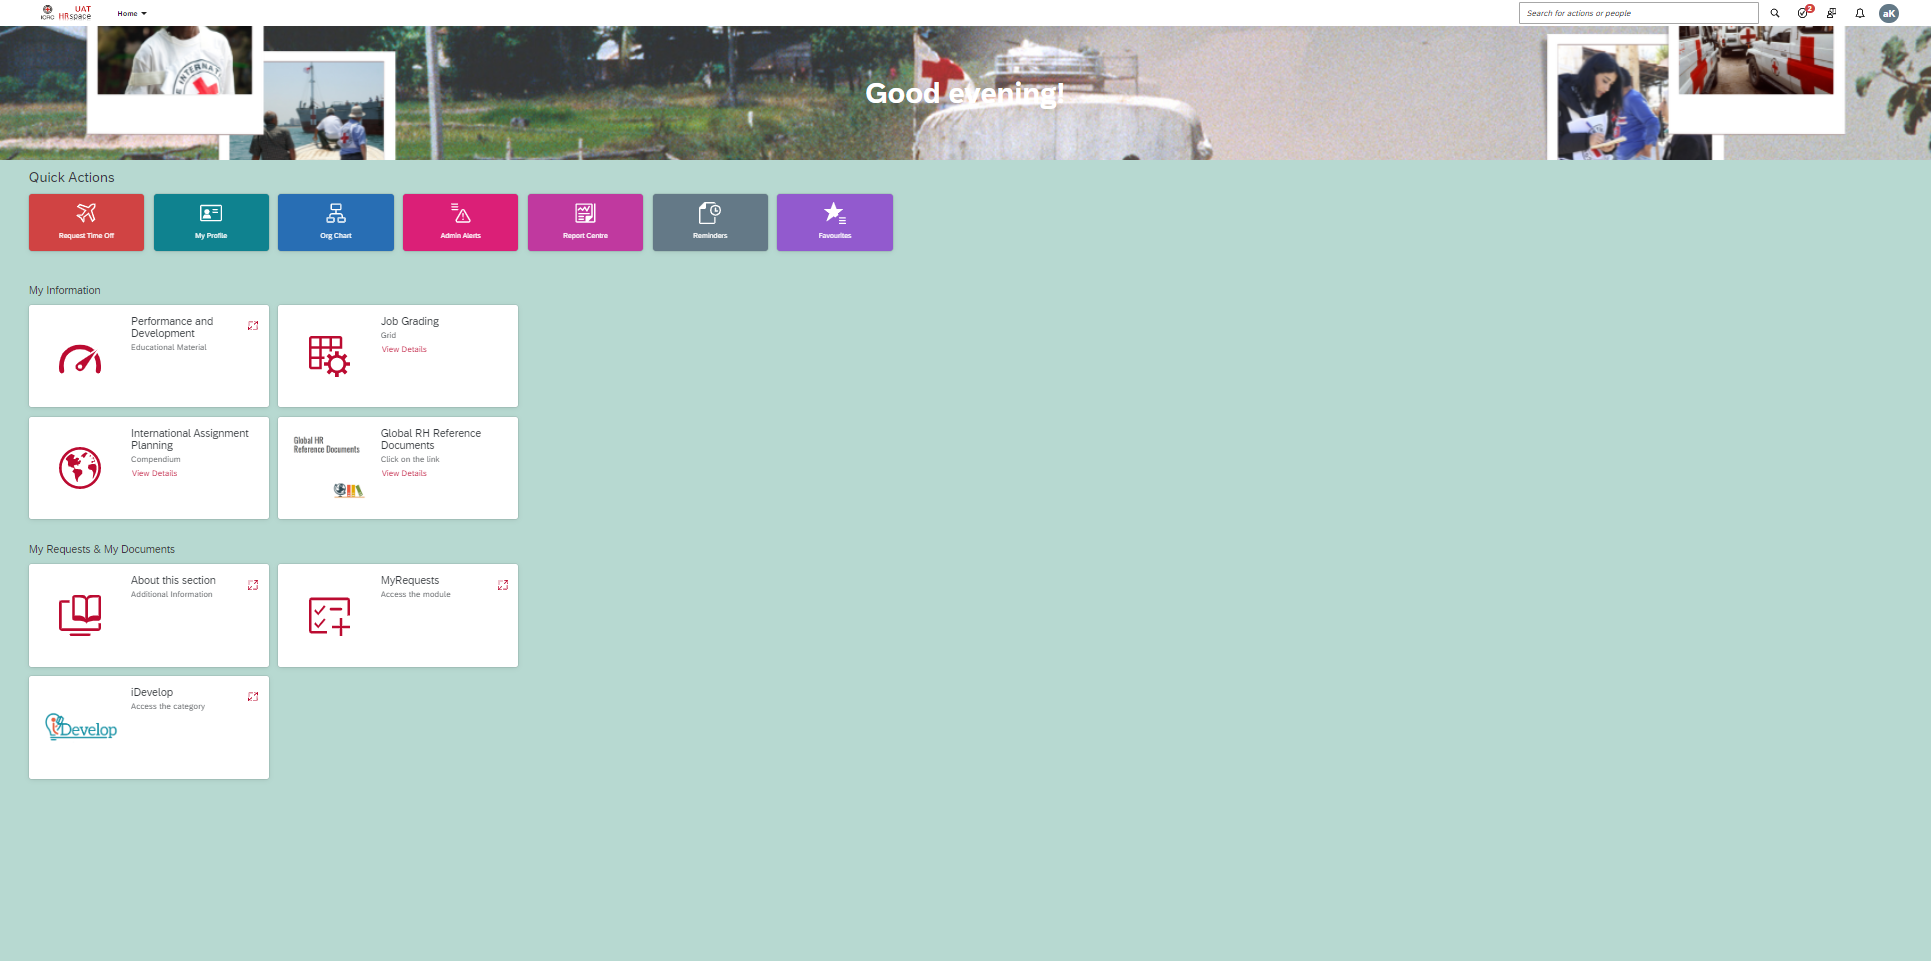 ICRC
UAT
HRspace
Home
Search for actions or people
2
aK
INTERNAT
Good evening!
Quick Actions
Request Time Off
My Profile
Org Chart
Admin Alerts
Report Centre
Reminders
Favourites
My Information
Performance and
Development
Educational Material
Job Grading
Grid
View Details
International Assignment
Planning
Compendium
View Details
Global HR
Reference Documents
Global RH Reference
Documents
Click on the link
View Details
My Requests & My Documents
About this section
Additional Information
MyRequests
Access the module
iDevelop
Access the category
iDevelop